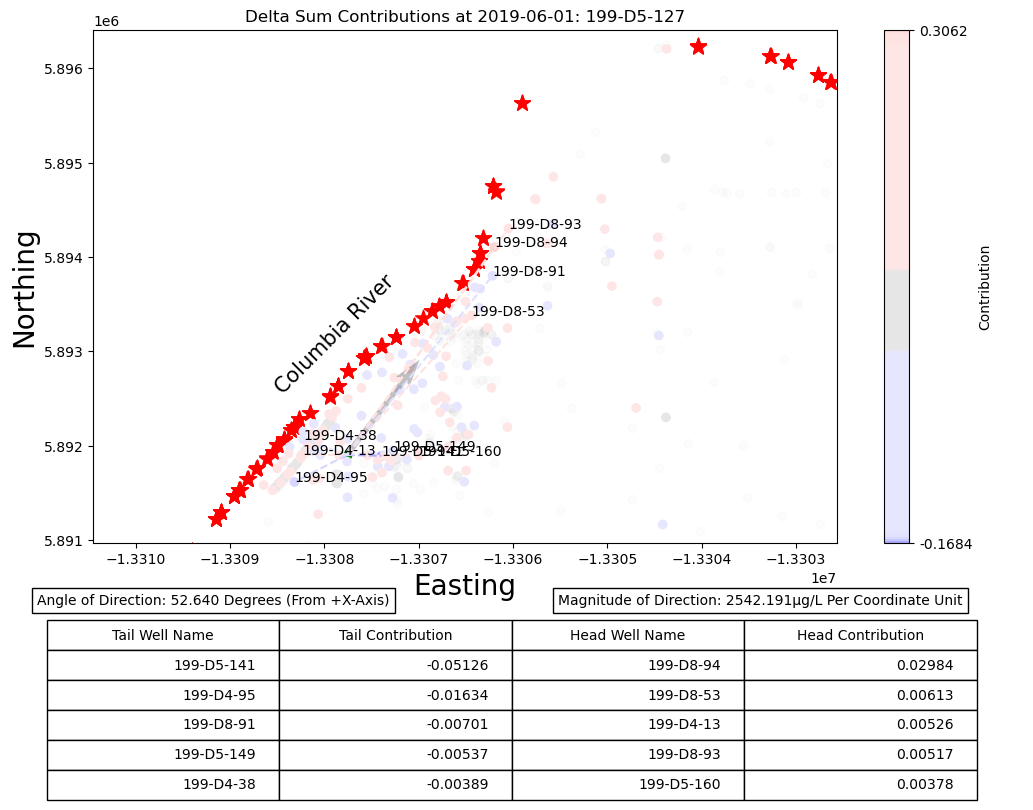 Delta Sum Contributions at 2019-06-01: 199-D5-127
1e6
0.3062
5.896
5.895
5.894
5.893
5.892
5.891
Northing
Columbia River
199-D8-93
199-D8-94
199-D8-91
199-D8-53
199-D4-38
199-D5-149
199-D4-13
199-D5-141
199-D5-160
199-D4-95
Contribution
-0.1684
−1.3310
−1.3309
−1.3308
−1.3307
−1.3306
−1.3305
−1.3304
−1.3303
1e7
Easting
Angle of Direction: 52.640 Degrees (From +X-Axis)
Magnitude of Direction: 2542.191µg/L Per Coordinate Unit
Tail Well Name Tail Contribution Head Well Name Head Contribution
199-D5-141 -0.05126 199-D8-94 0.02984
199-D4-95 -0.01634 199-D8-53 0.00613
199-D8-91 -0.00701 199-D4-13 0.00526
199-D5-149 -0.00537 199-D8-93 0.00517
199-D4-38 -0.00389 199-D5-160 0.00378